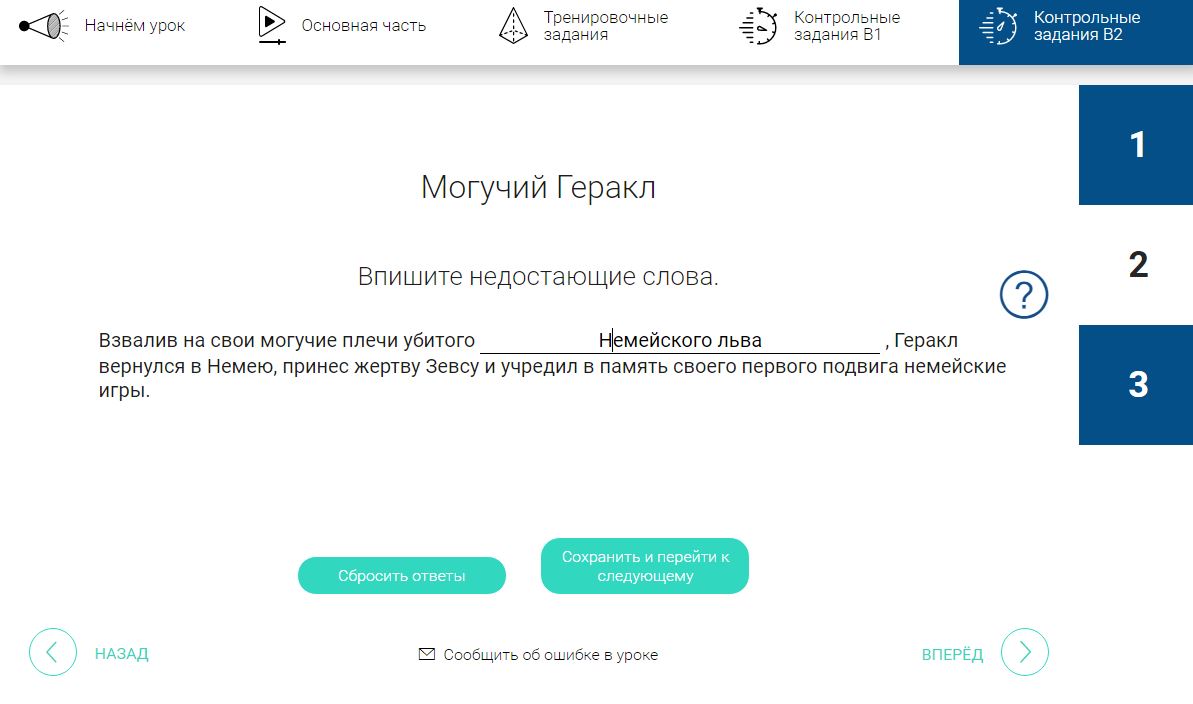 Начнём урок
Основная часть
Тренировочные
задания
Контрольные
задания В1
Контрольные
задания В2
1
2
3
Могучий Геракл
Впишите недостающие слова.
?
Взвалив на свои могучие плечи убитого Немейского льва , Геракл
вернулся в Немею, принес жертву Зевсу и учредил в память своего первого подвига немейские
игры.
Сбросить ответы
Сохранить и перейти к
следующему
НАЗАД
Сообщить об ошибке в уроке
ВПЕРЁД